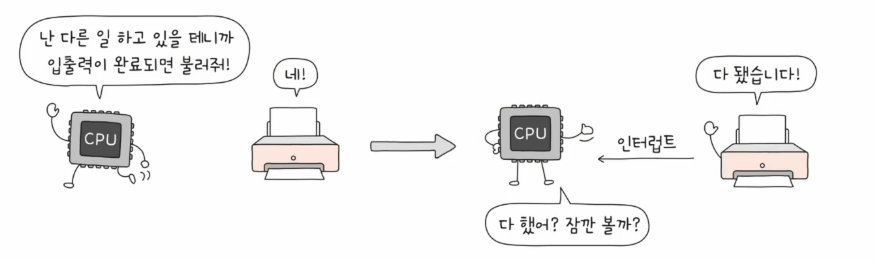 난 다른 일 하고 있을 테니까
입출력이 완료되면 불러줘!
네!
CPU
CPU
다 했어? 잠깐 볼까?
인터럽트
다 됐습니다!